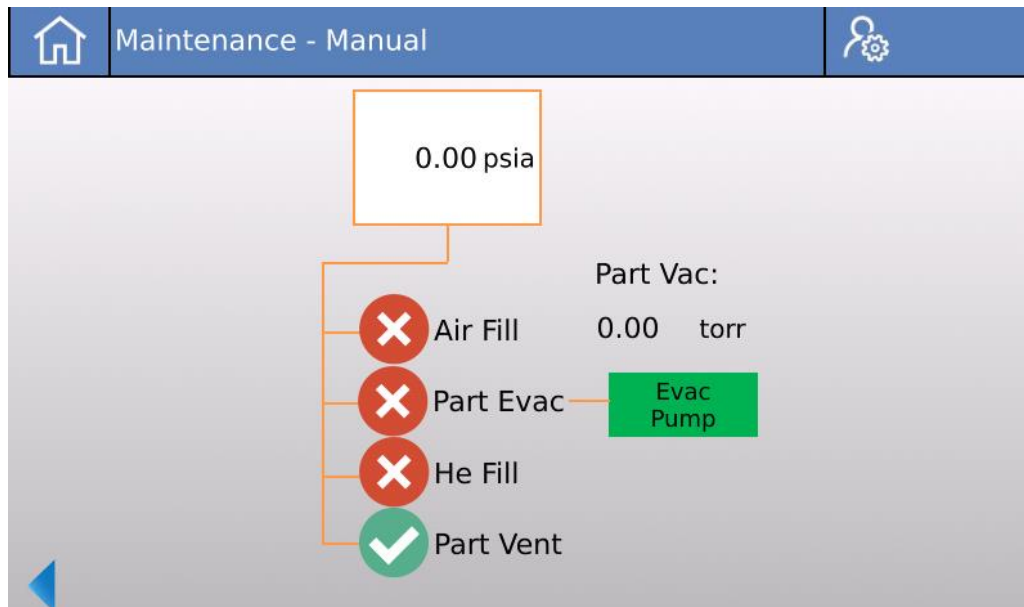 Maintenance - Manual
0.00 psia
Part Vac:
Air Fill
0.00 torr
Part Evac
Evac
Pump
He Fill
Part Vent